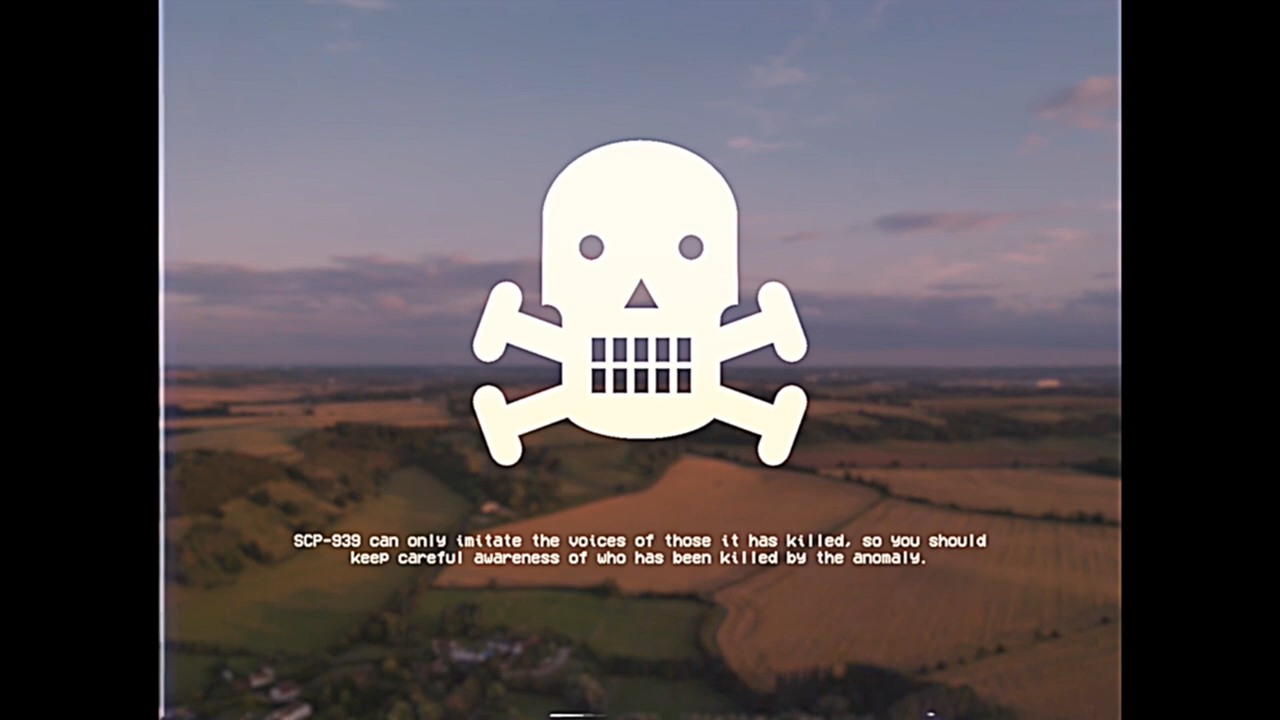 SCP-939 can only imitate the voices of those it has killed, so you should
keep careful awareness of who has been killed by the anomaly.